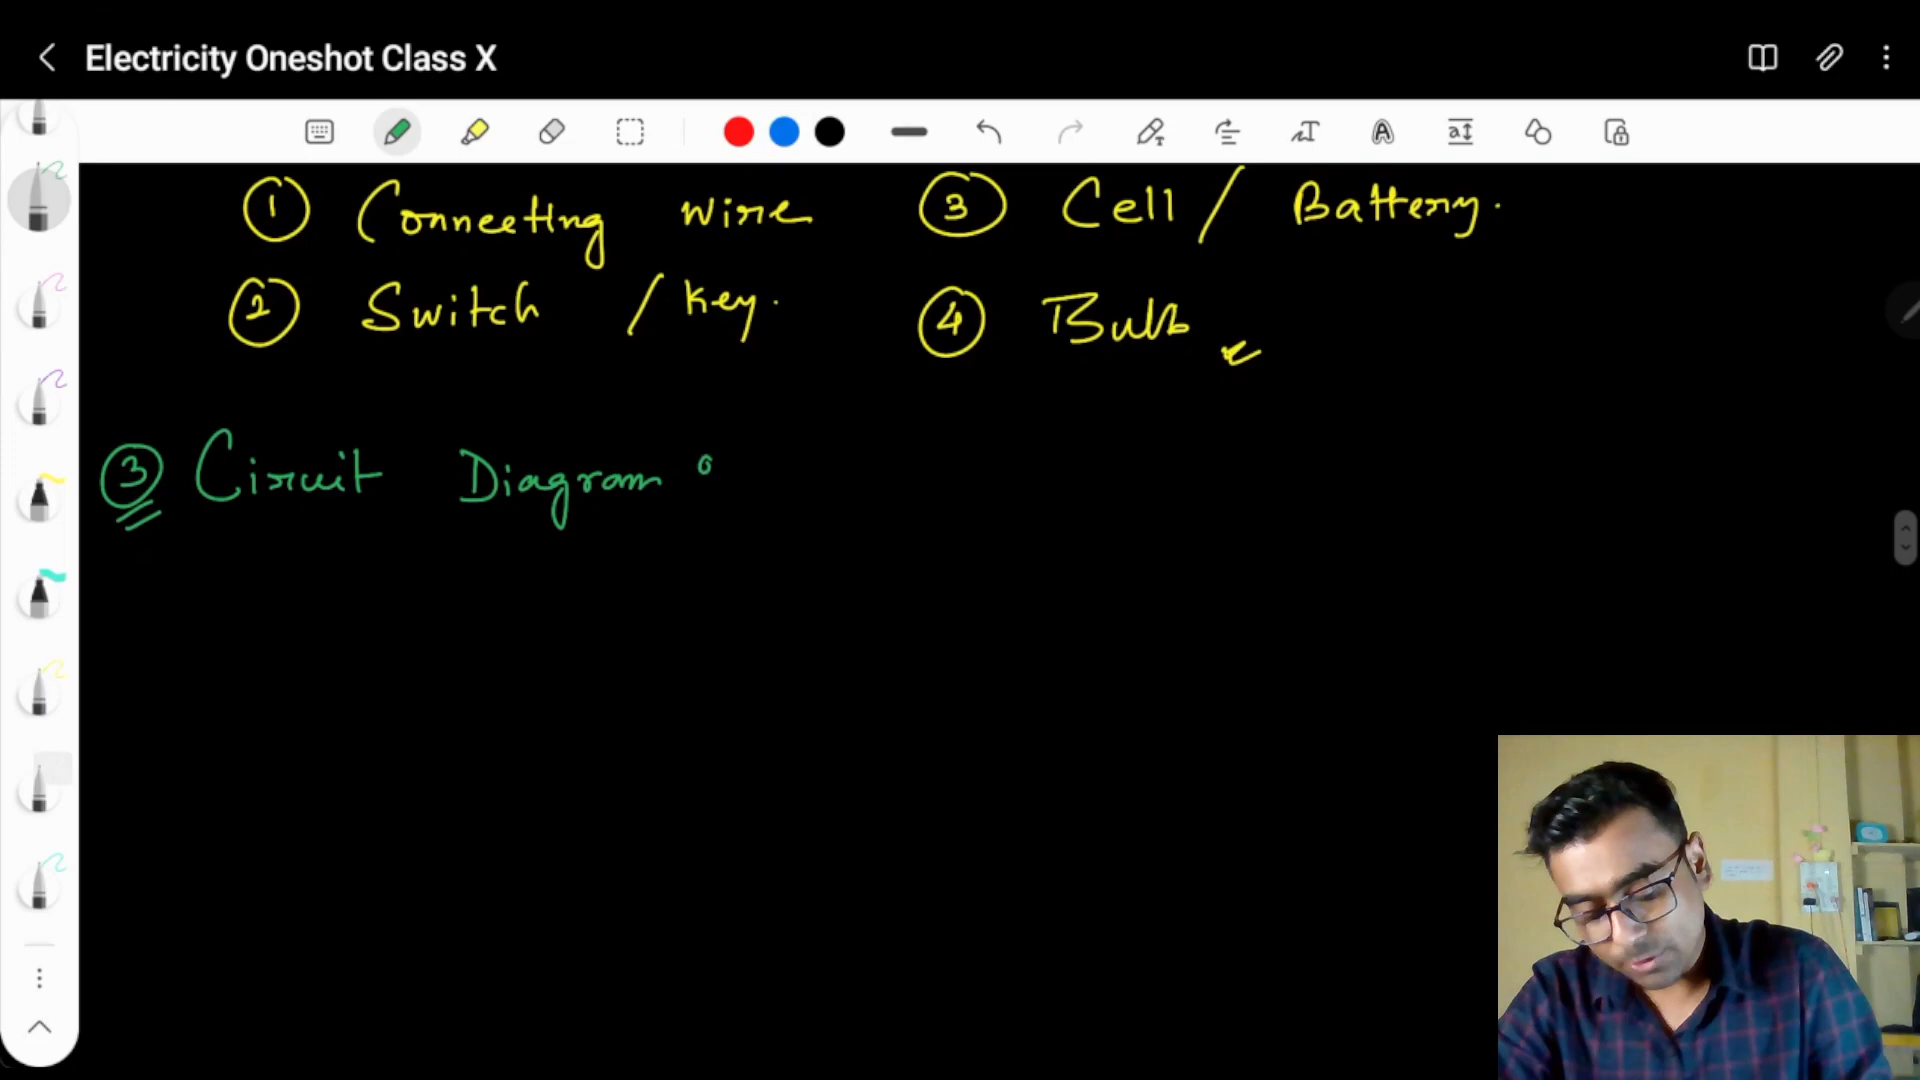 Electricity Oneshot Class X
① Connecting wire ③ Cell / Battery.
② Switch / key. ④ Bulb
③ Circuit Diagram